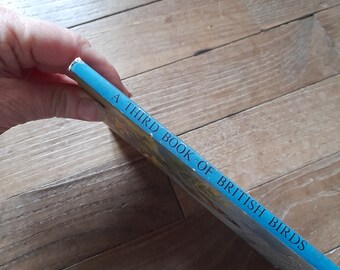 A THIRD BOOK OF BRITISH BIRDS